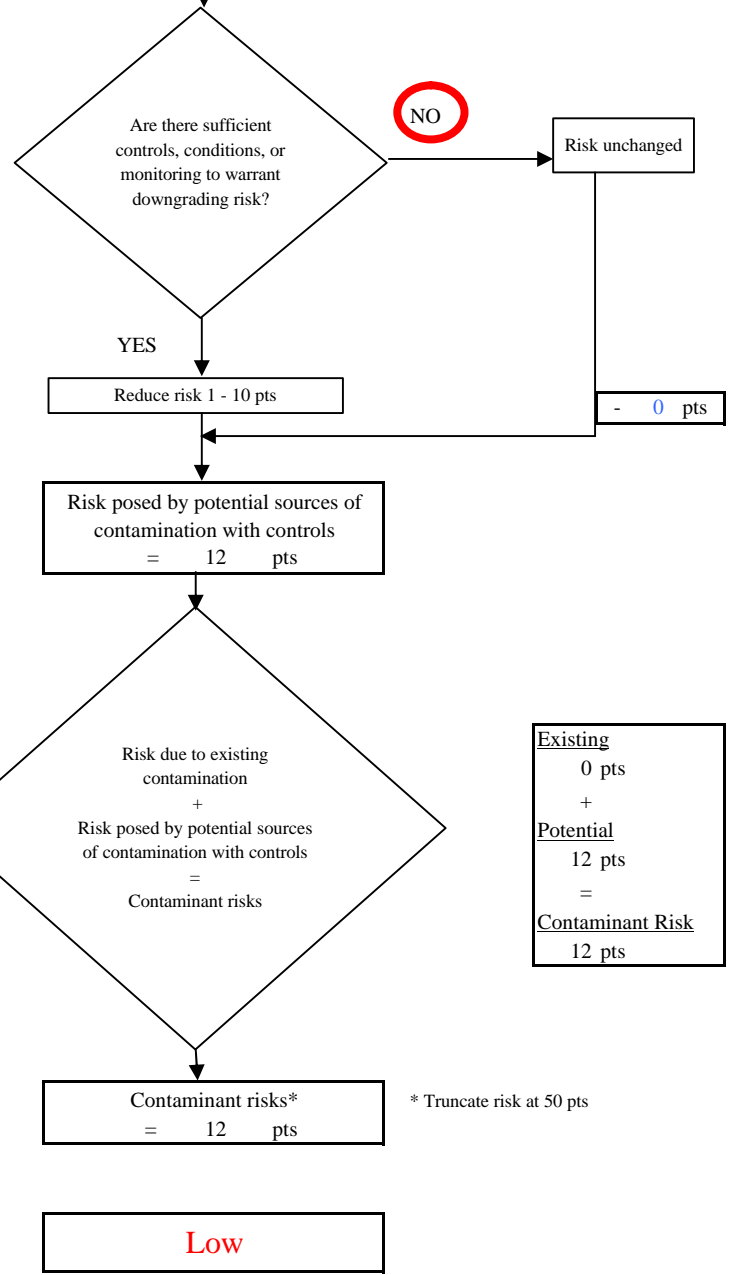 Are there sufficient
controls, conditions, or
monitoring to warrant
downgrading risk?
NO
Risk unchanged
YES
Reduce risk 1 - 10 pts
- 0 pts
Risk posed by potential sources of
contamination with controls
= 12 pts
Risk due to existing
contamination
+
Risk posed by potential sources
of contamination with controls
=
Contaminant risks
Existing
0 pts
+
Potential
12 pts
=
Contaminant Risk
12 pts
Contaminant risks*
= 12 pts
* Truncate risk at 50 pts
Low